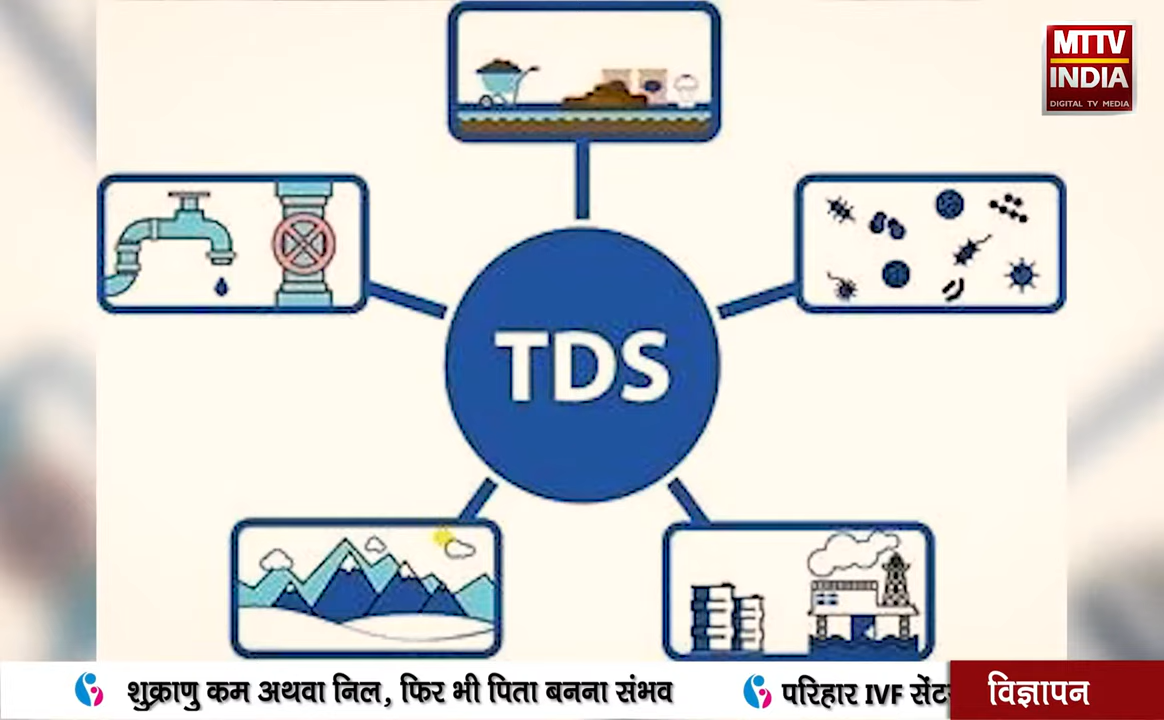 MTTV
INDIA
DIGITAL TV MEDIA
TDS
शुक्राणु कम अथवा निल, फिर भी पिता बनना संभव
परिहार IVF
विज्ञापन